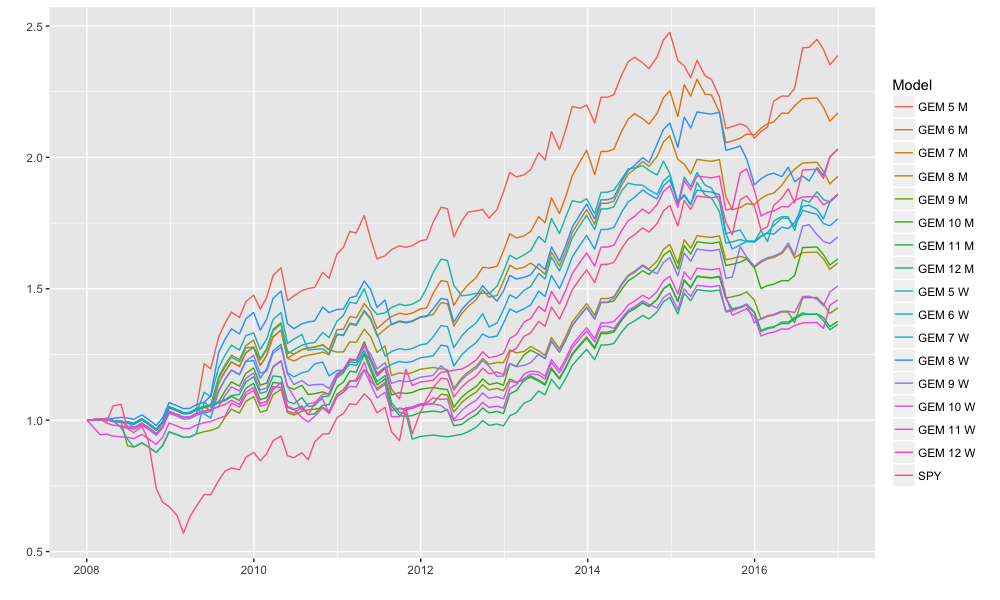 2.5
2.0
1.5
1.0
0.5
2008
2010
2012
2014
2016
Model
GEM 5 M
GEM 6 M
GEM 7 M
GEM 8 M
GEM 9 M
GEM 10 M
GEM 11 M
GEM 12 M
GEM 5 W
GEM 6 W
GEM 7 W
GEM 8 W
GEM 9 W
GEM 10 W
GEM 11 W
GEM 12 W
SPY